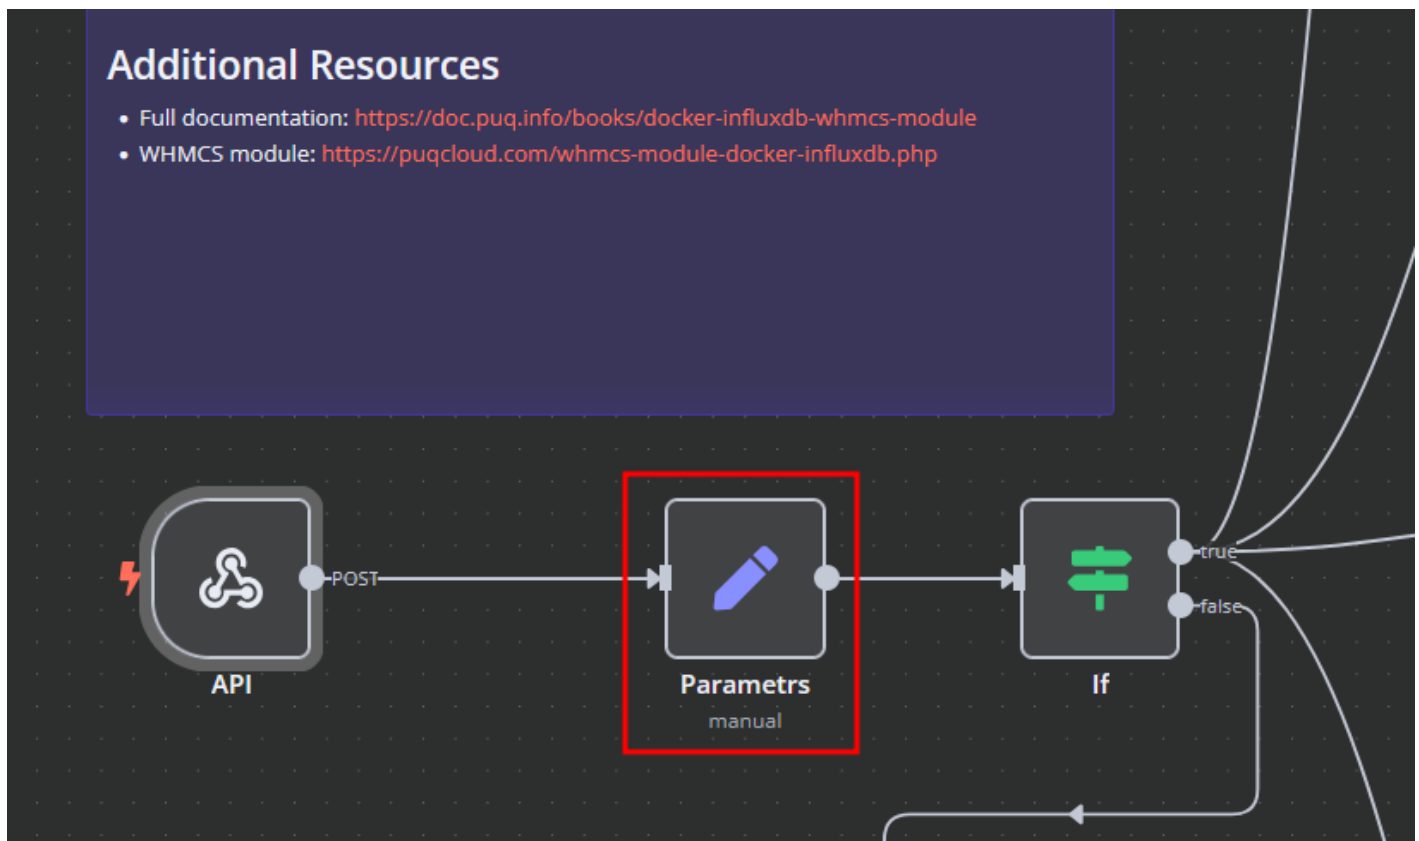 Additional Resources
• Full documentation: https://doc.puq.info/books/docker-influxdb-whmcs-module
• WHMCS module: https://puqcloud.com/whmcs-module-docker-influxdb.php
true
POST
false
API
Parametrs
If
manual